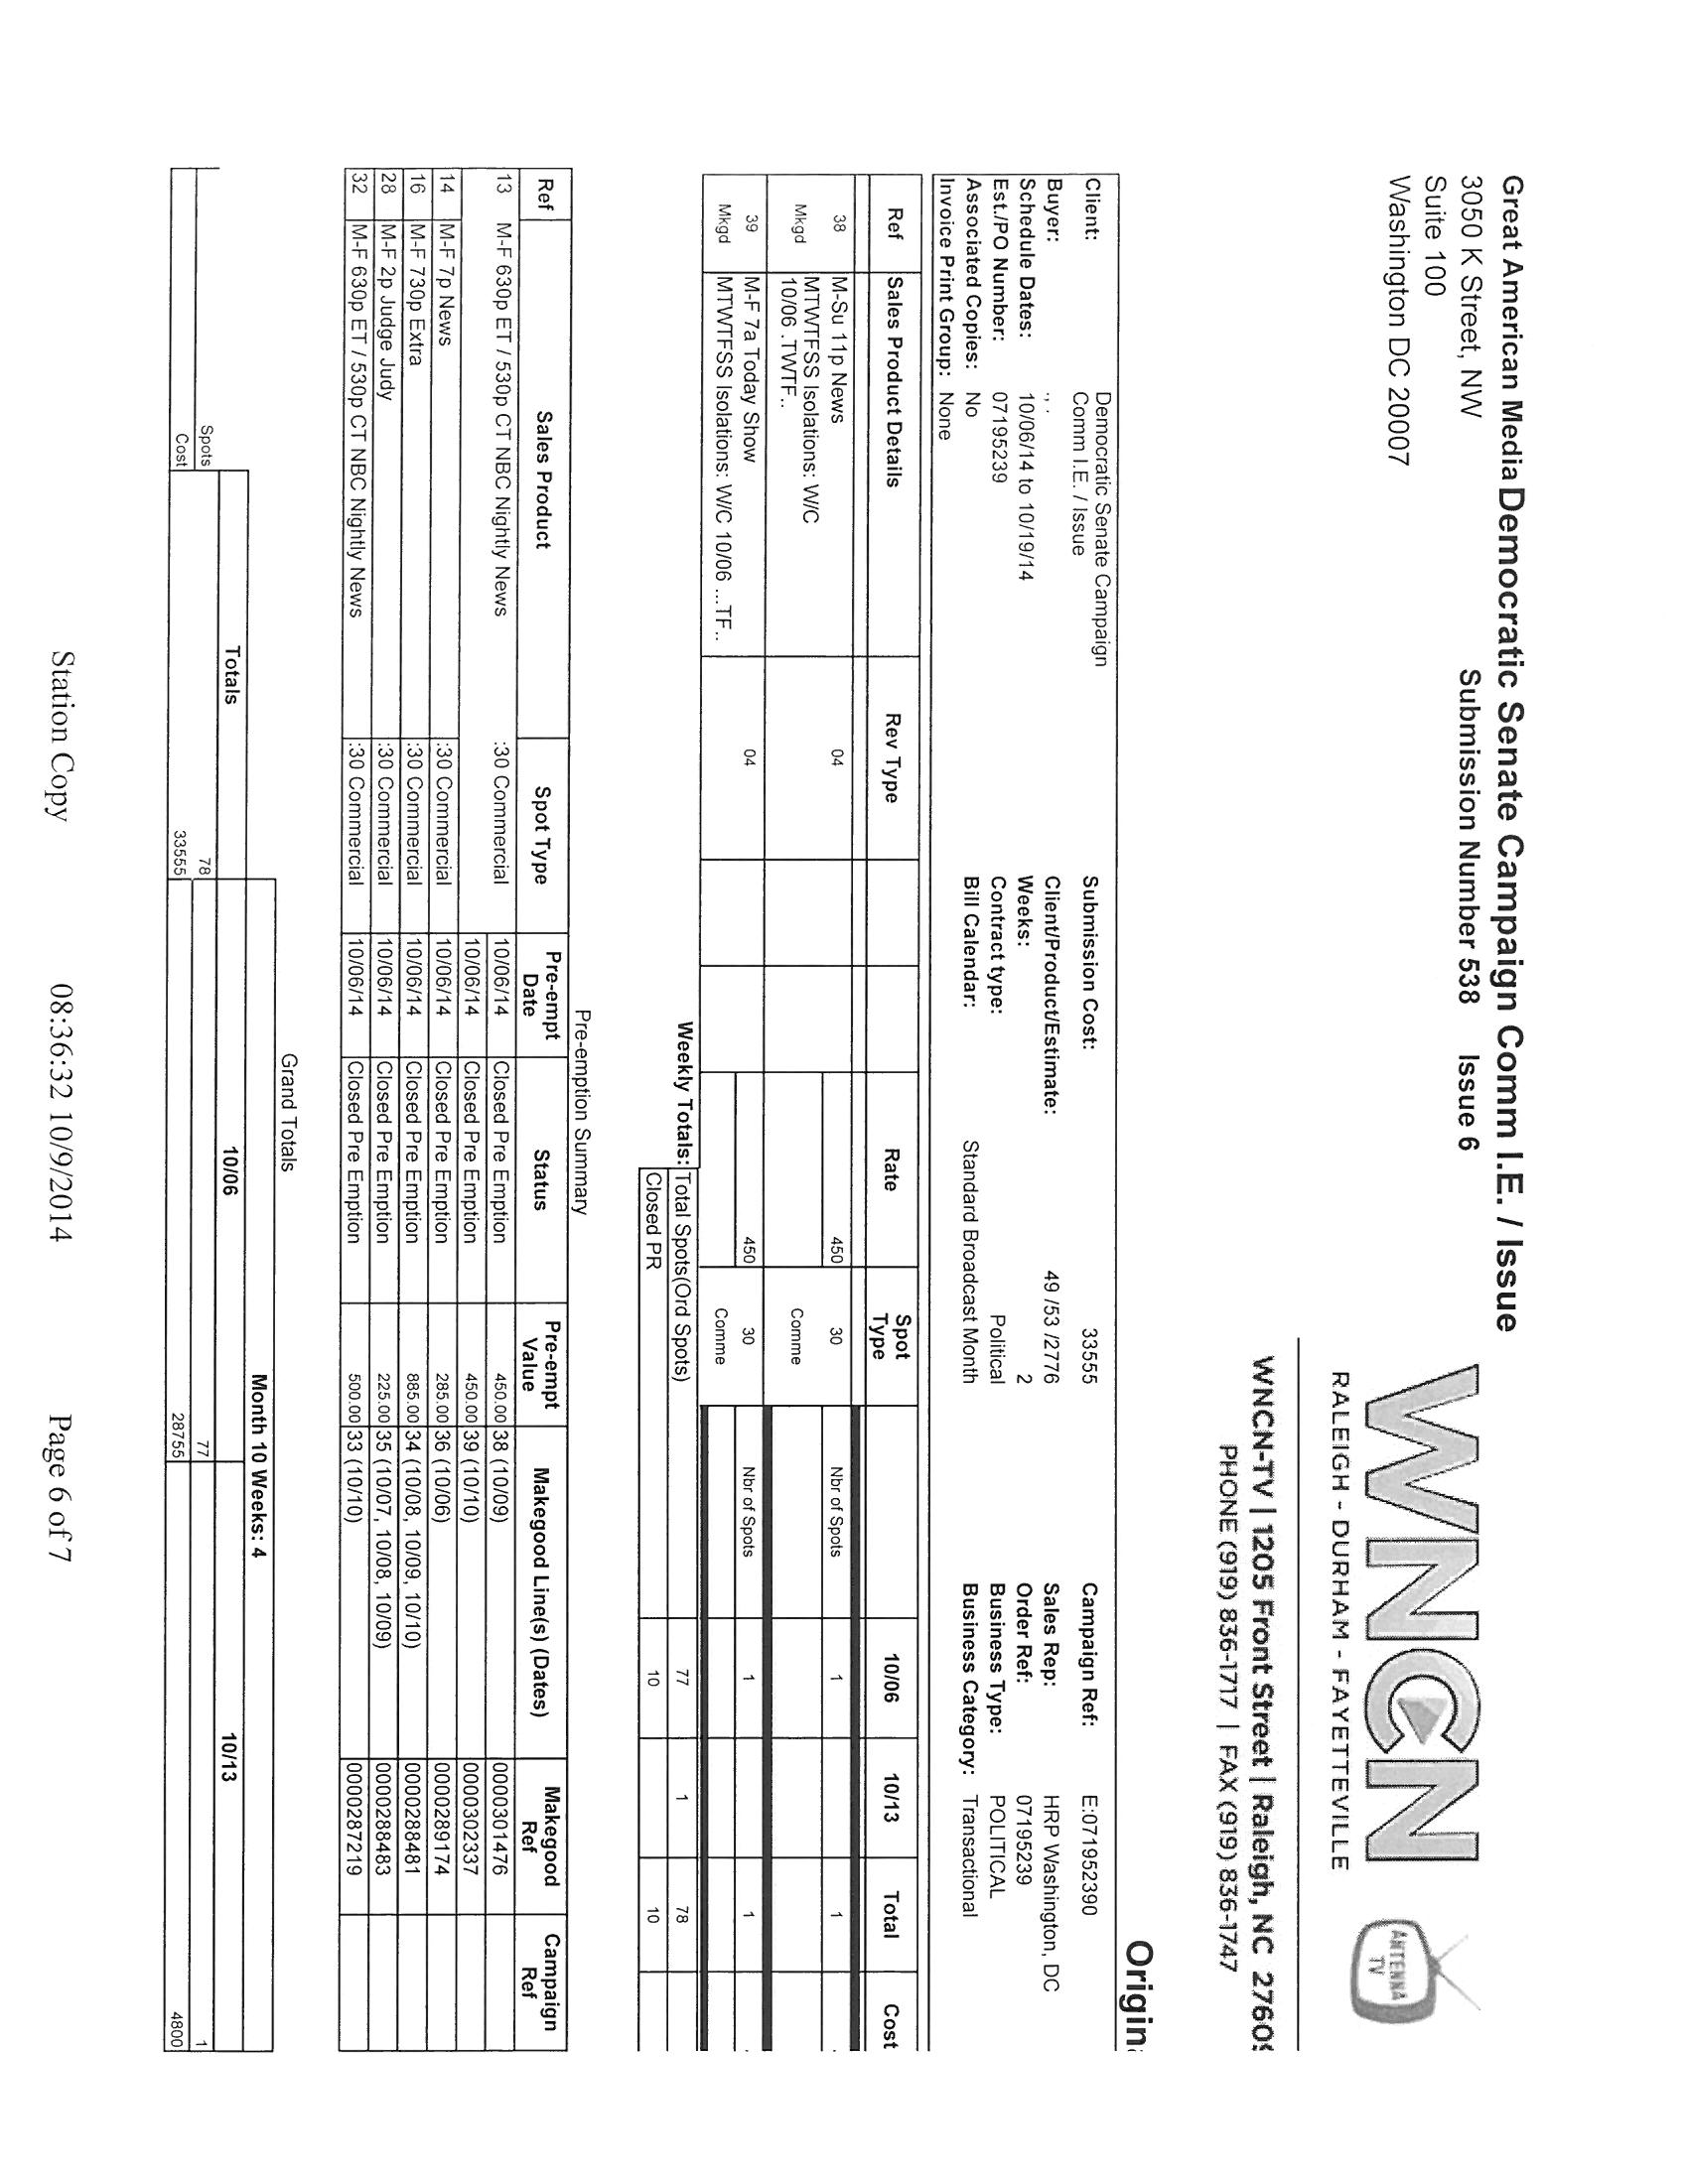 Great American Media Democratic Senate Campaign Comm I.E. / Issue
3050 K Street, NW
Submission Number 538 Issue 6
Suite 100
Washington DC 20007
WNCN
ANTENNA TV
RALEIGH - DURHAM - FAYETTEVILLE
WNCN-TV | 1205 Front Street | Raleigh, NC
PHONE (919) 836-1717 | FAX (919) 836-1747
Client: Democratic Senate Campaign Comm I.E. / Issue Submission Cost: 33555 Campaign Ref: E:071952390
Buyer: ., . Client/Product/Estimate: 49 /53 /2776 Sales Rep: HRP Washington, DC
Schedule Dates: 10/06/14 to 10/19/14 Weeks: 2 Order Ref: 07195239
Est./PO Number: 07195239 Contract type: Political Business Type: POLITICAL
Associated Copies: No Bill Calendar: Standard Broadcast Month Business Category: Transactional
Invoice Print Group: None
Ref Sales Product Details Rev Type Rate Spot Type 10/06 10/13 Total Cost
38 M-Su 11p News 04 450 30 Nbr of Spots 1 1
MTWTFSS Isolations: W/C
Mkgd 10/06 .TWTF.. Comme
39 M-F 7a Today Show 04 450 30 Nbr of Spots 1 1
Mkgd MTWTFSS Isolations: W/C 10/06 ...TF.. Comme
Weekly Totals: Total Spots(Ord Spots) 77 1 78
Closed PR 10 10
Pre-emption Summary
Ref Sales Product Spot Type Pre-empt Date Status Pre-empt Value Makegood Line(s) (Dates) Makegood Ref Campaign Ref
13 M-F 630p ET / 530p CT NBC Nightly News :30 Commercial 10/06/14 Closed Pre Emption 450.00 38 (10/09) 0000301476
10/06/14 Closed Pre Emption 450.00 39 (10/10) 0000302337
14 M-F 7p News :30 Commercial 10/06/14 Closed Pre Emption 285.00 36 (10/06) 0000289174
16 M-F 730p Extra :30 Commercial 10/06/14 Closed Pre Emption 885.00 34 (10/08, 10/09, 10/10) 0000288481
28 M-F 2p Judge Judy :30 Commercial 10/06/14 Closed Pre Emption 225.00 35 (10/07, 10/08, 10/09) 0000288483
32 M-F 630p ET / 530p CT NBC Nightly News :30 Commercial 10/06/14 Closed Pre Emption 500.00 33 (10/10) 0000287219
Grand Totals
Month 10 Weeks: 4
Totals 10/06 10/13
Spots 78 77 1
Cost 33555 28755 4800
Station Copy 08:36:32 10/9/2014 Page 6 of 7